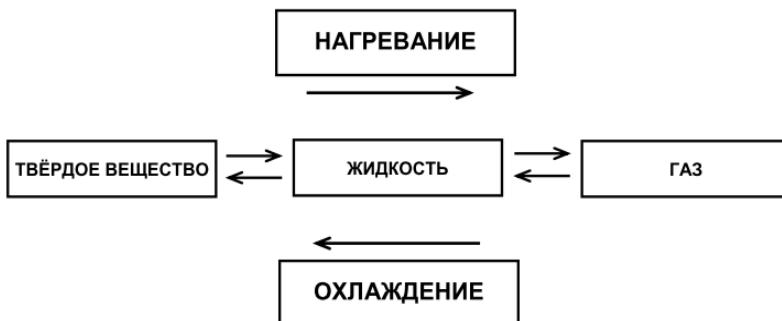 НАГРЕВАНИЕ
ТВЁРДОЕ ВЕЩЕСТВО
ЖИДКОСТЬ
ГАЗ
ОХЛАЖДЕНИЕ